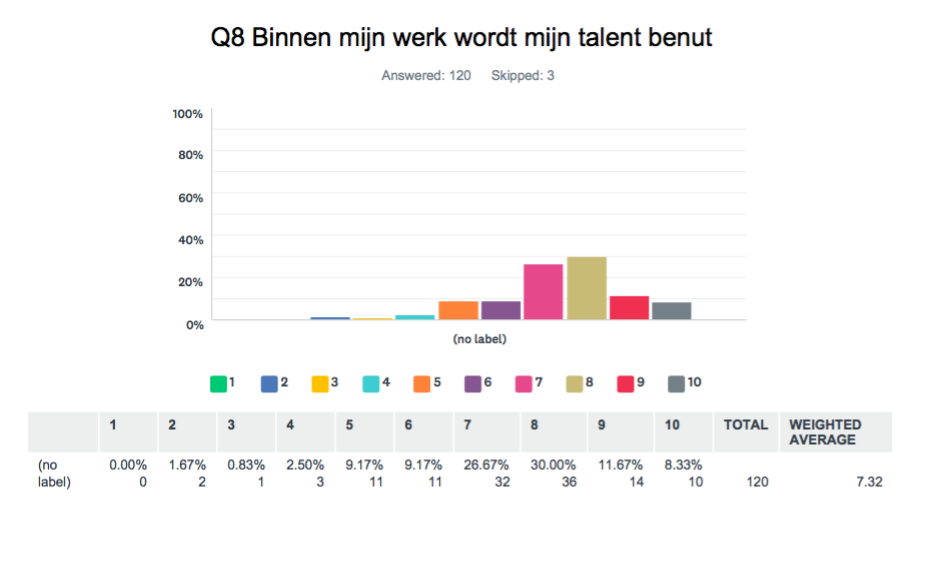 Q8 Binnen mijn werk wordt mijn talent benut
Answered: 120 Skipped: 3
100%
80%
60%
40%
20%
0%
(no label)
1 2 3 4 5 6 7 8 9 10
1 2 3 4 5 6 7 8 9 10 TOTAL WEIGHTED
AVERAGE
(no 0.00% 1.67% 0.83% 2.50% 9.17% 9.17% 26.67% 30.00% 11.67% 8.33%
label) 0 2 1 3 11 11 32 36 14 10 120 7.32